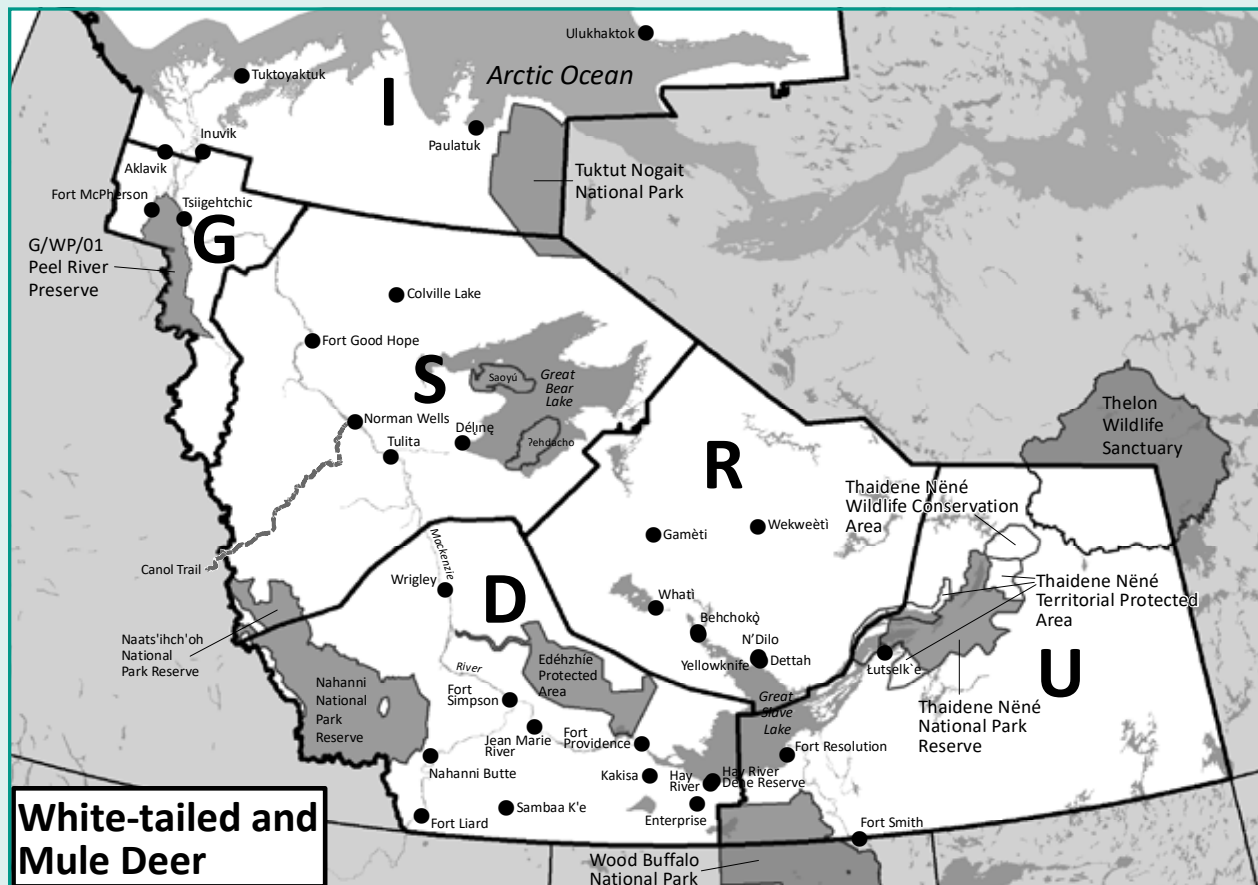 Ulukhaktok
Arctic Ocean
Tuktoyaktuk
I
Inuvik
Paulatuk
Aklavik
Tuktut Nogait
National Park
Fort McPherson
Tsiigehtchic
G
G/WP/01
Peel River
Preserve
Colville Lake
Fort Good Hope
S
Saoyú
Great
Bear
Lake
Norman Wells
Délı̨nę
Tulita
Ɂehdacho
Thelon
Wildlife
Sanctuary
R
Thaidene Nëné
Wildlife Conservation
Area
Gamètì
Wekweètì
Mackenzie
Canol Trail
Wrigley
D
Whatì
Behchokǫ̀
N'Dilo
Dettah
Yellowknife
Thaidene Nëné
Territorial Protected
Area
Naats'ihch'oh
National
Park Reserve
River
Edéhzhíe
Protected
Area
Łutselk`e
U
Nahanni
National
Park
Reserve
Fort
Simpson
Great
Slave
Lake
Thaidene Nëné
National Park
Reserve
Jean Marie
River
Fort
Providence
Fort Resolution
Nahanni Butte
Kakisa
Hay
River
Hay River
Dene Reserve
Sambaa K'e
Enterprise
Fort Liard
Fort Smith
White-tailed and
Mule Deer
Wood Buffalo
National Park